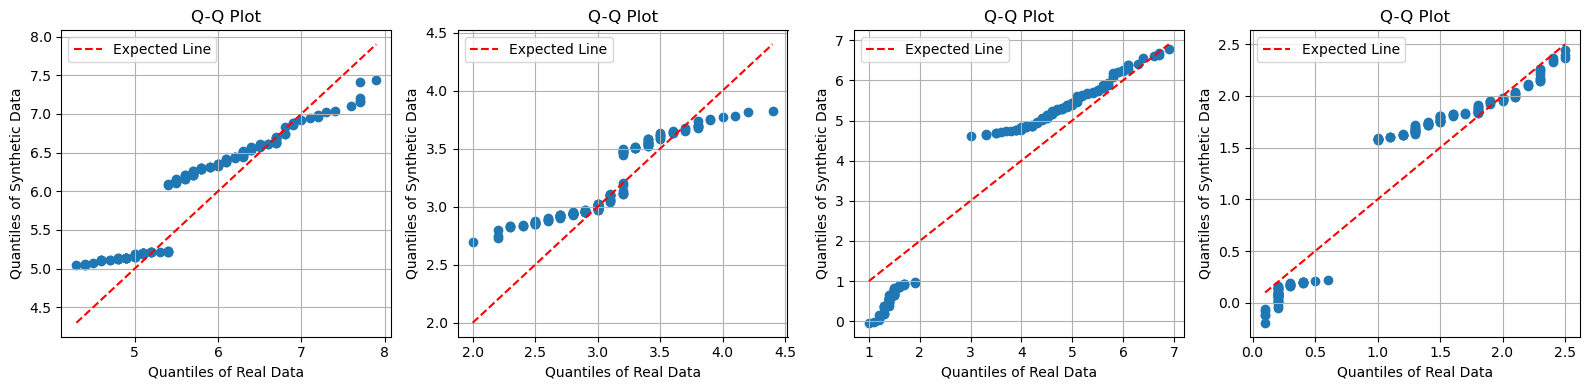 Q-Q Plot
Expected Line
Quantiles of Synthetic Data
8.0
7.5
7.0
6.5
6.0
5.5
5.0
4.5
5 6 7 8
Quantiles of Real Data
Q-Q Plot
Expected Line
Quantiles of Synthetic Data
4.5
4.0
3.5
3.0
2.5
2.0
2.0 2.5 3.0 3.5 4.0 4.5
Quantiles of Real Data
Q-Q Plot
Expected Line
Quantiles of Synthetic Data
7
6
5
4
3
2
1
0
1 2 3 4 5 6 7
Quantiles of Real Data
Q-Q Plot
Expected Line
Quantiles of Synthetic Data
2.5
2.0
1.5
1.0
0.5
0.0
0.0 0.5 1.0 1.5 2.0 2.5
Quantiles of Real Data